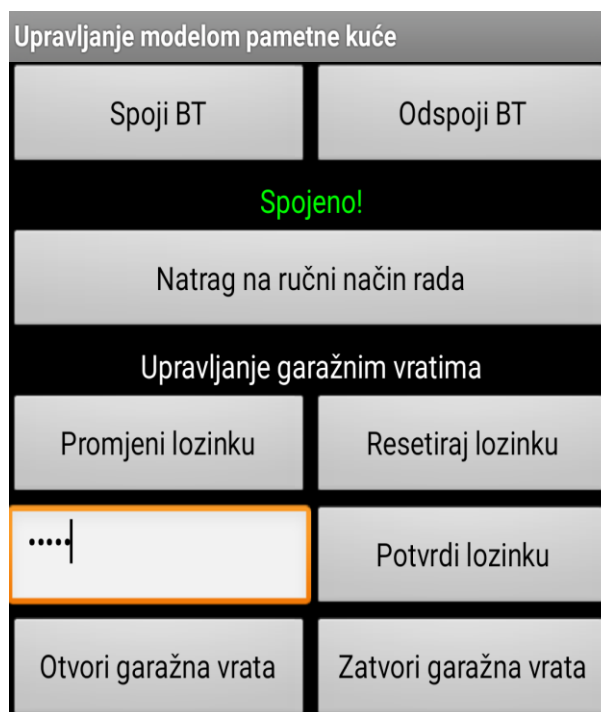 Upravljanje modelom pametne kuće
Spoji BT
Odspoji BT
Spojeno!
Natrag na ručni način rada
Upravljanje garažnim vratima
Promjeni lozinku
Resetiraj lozinku
•••••
Potvrdi lozinku
Otvori garažna vrata
Zatvori garažna vrata